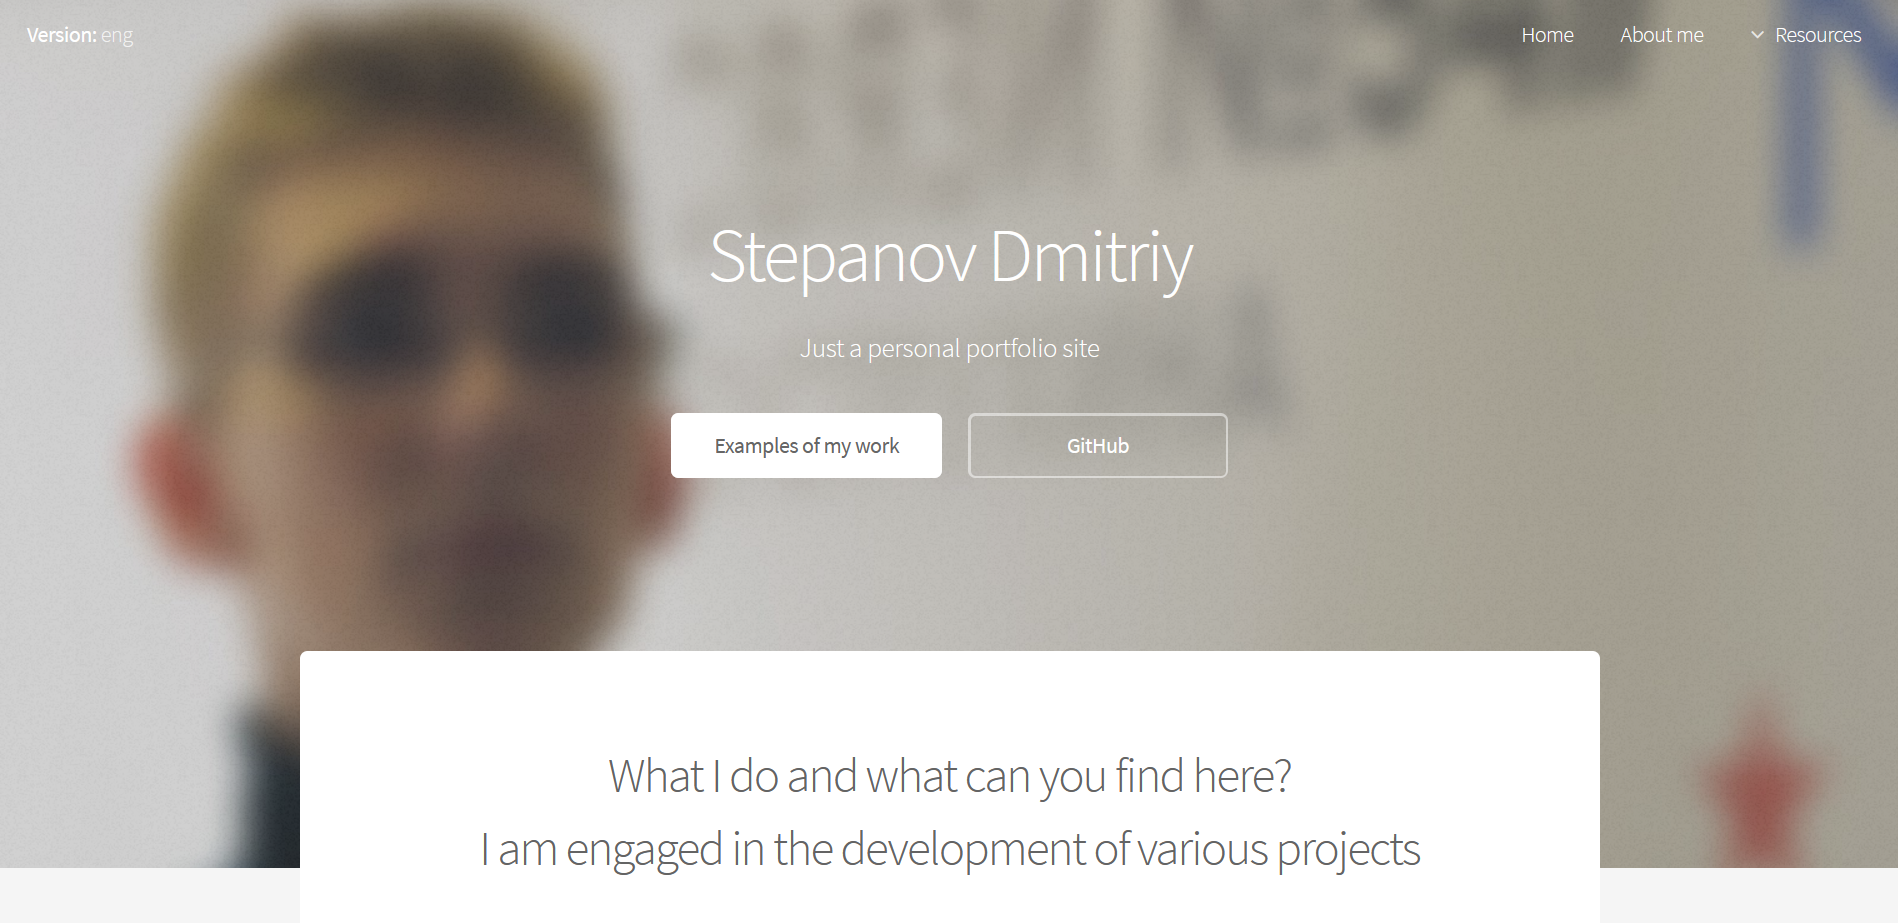 Version: eng
Home About me Resources
Stepanov Dmitriy
Just a personal portfolio site
Examples of my work GitHub
What I do and what can you find here?
I am engaged in the development of various projects